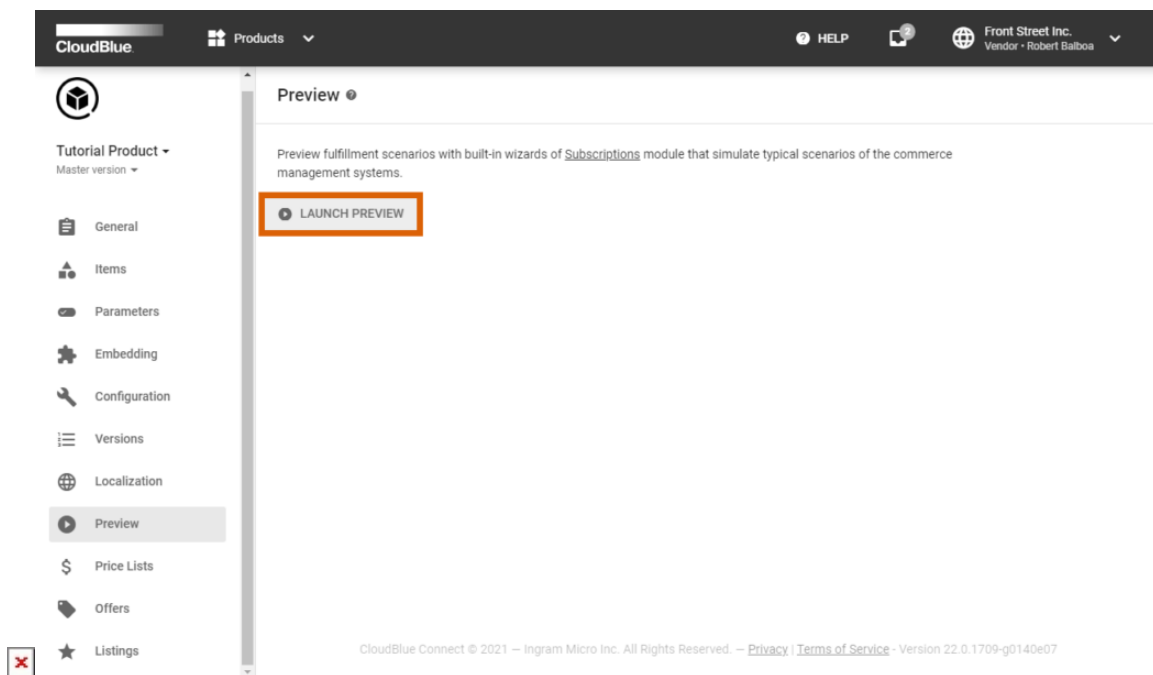 CloudBlue.
Products
HELP
2
Front Street Inc.
Vendor • Robert Balboa
Tutorial Product
Master version
General
Items
Parameters
Embedding
Configuration
Versions
Localization
Preview
Price Lists
Offers
Listings
Preview
Preview fulfillment scenarios with built-in wizards of Subscriptions module that simulate typical scenarios of the commerce
management systems.
LAUNCH PREVIEW
CloudBlue Connect © 2021 — Ingram Micro Inc. All Rights Reserved. — Privacy | Terms of Service - Version 22.0.1709-g0140e07